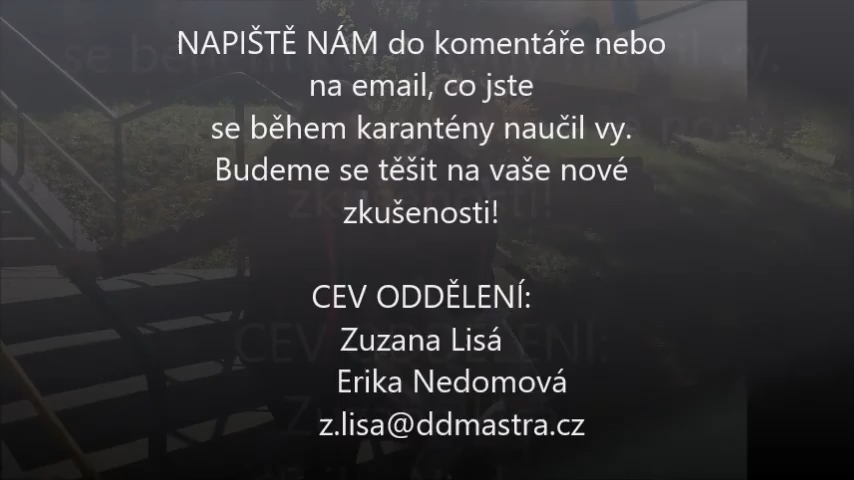 NAPIŠTĚ NÁM do komentáře nebo
na email, co jste
se během karantény naučil vy.
Budeme se těšit na vaše nové
zkušenosti!
CEV ODDĚLENÍ:
Zuzana Lisá
Erika Nedomová
z.lisa@ddmastra.cz